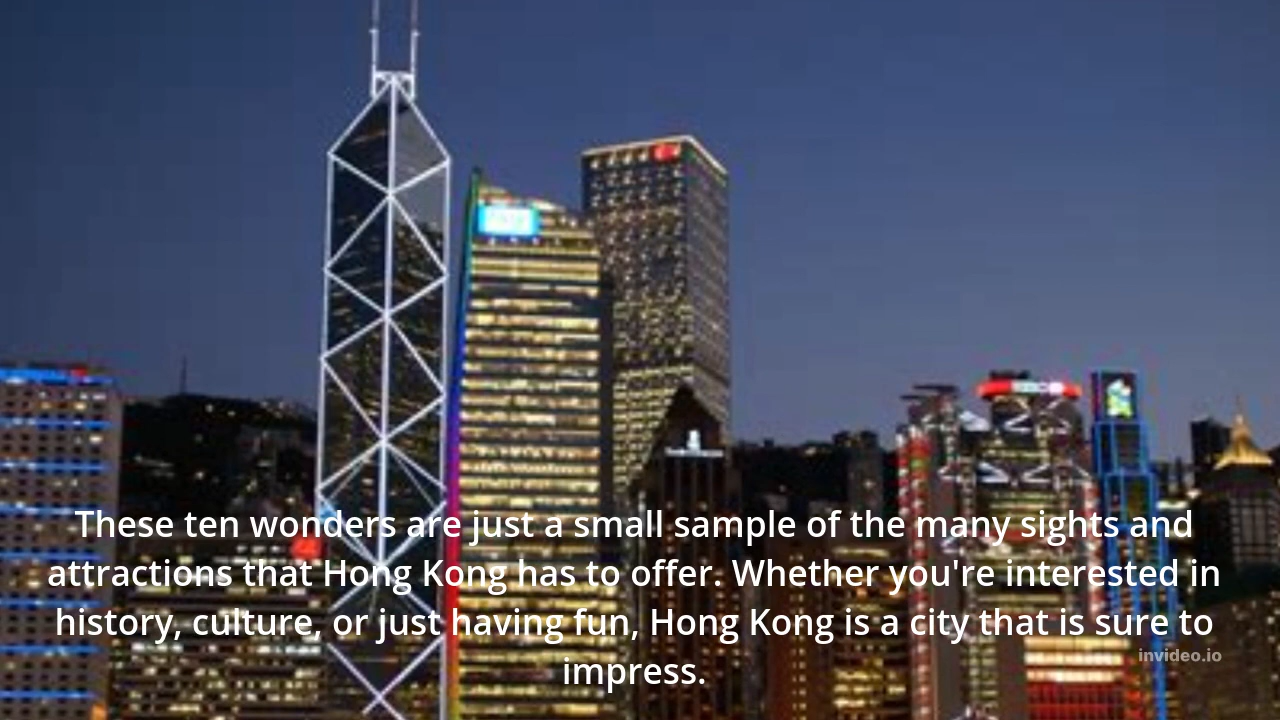 These ten wonders are just a small sample of the many sights and
attractions that Hong Kong has to offer. Whether you're interested in
history, culture, or just having fun, Hong Kong is a city that is sure to
impress.
invideo.io